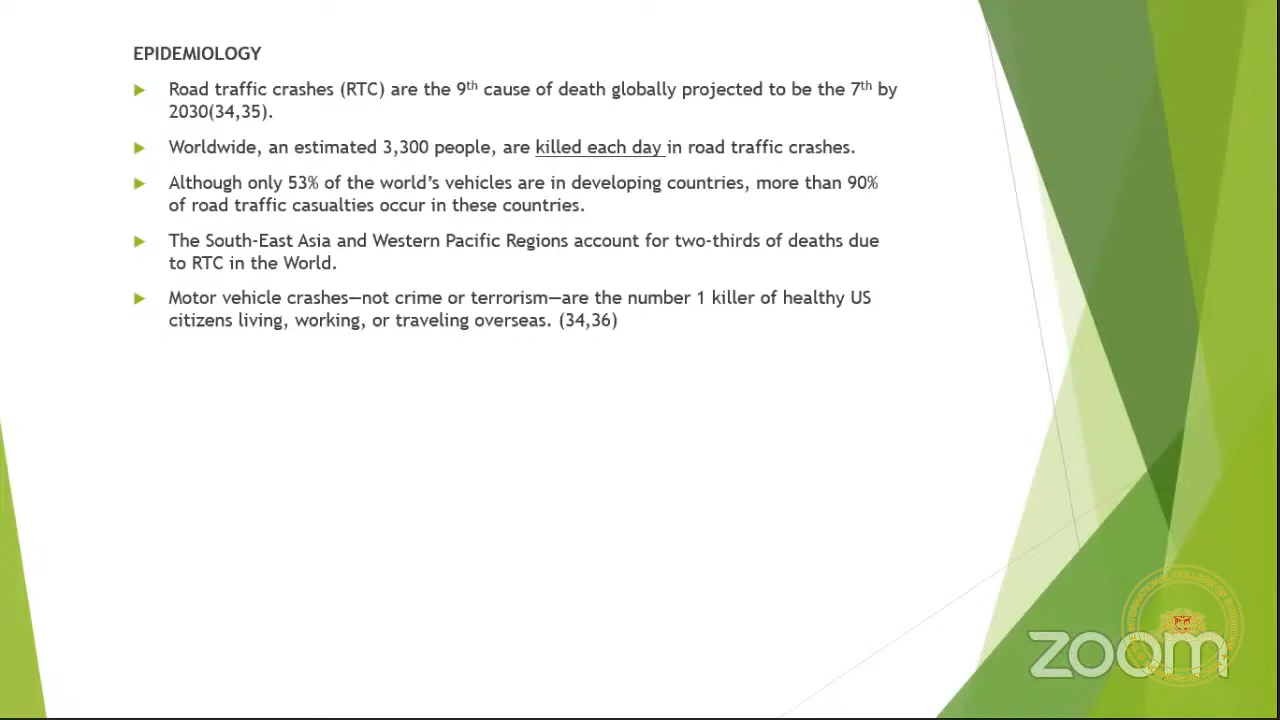 EPIDEMIOLOGY
Road traffic crashes (RTC) are the 9th cause of death globally projected to be the 7th by
2030(34,35).
Worldwide, an estimated 3,300 people, are killed each day in road traffic crashes.
Although only 53% of the world's vehicles are in developing countries, more than 90%
of road traffic casualties occur in these countries.
The South-East Asia and Western Pacific Regions account for two-thirds of deaths due
to RTC in the World.
Motor vehicle crashes—not crime or terrorism—are the number 1 killer of healthy US
citizens living, working, or traveling overseas. (34,36)
INTERNATIONAL COLLEGE OF
zoom